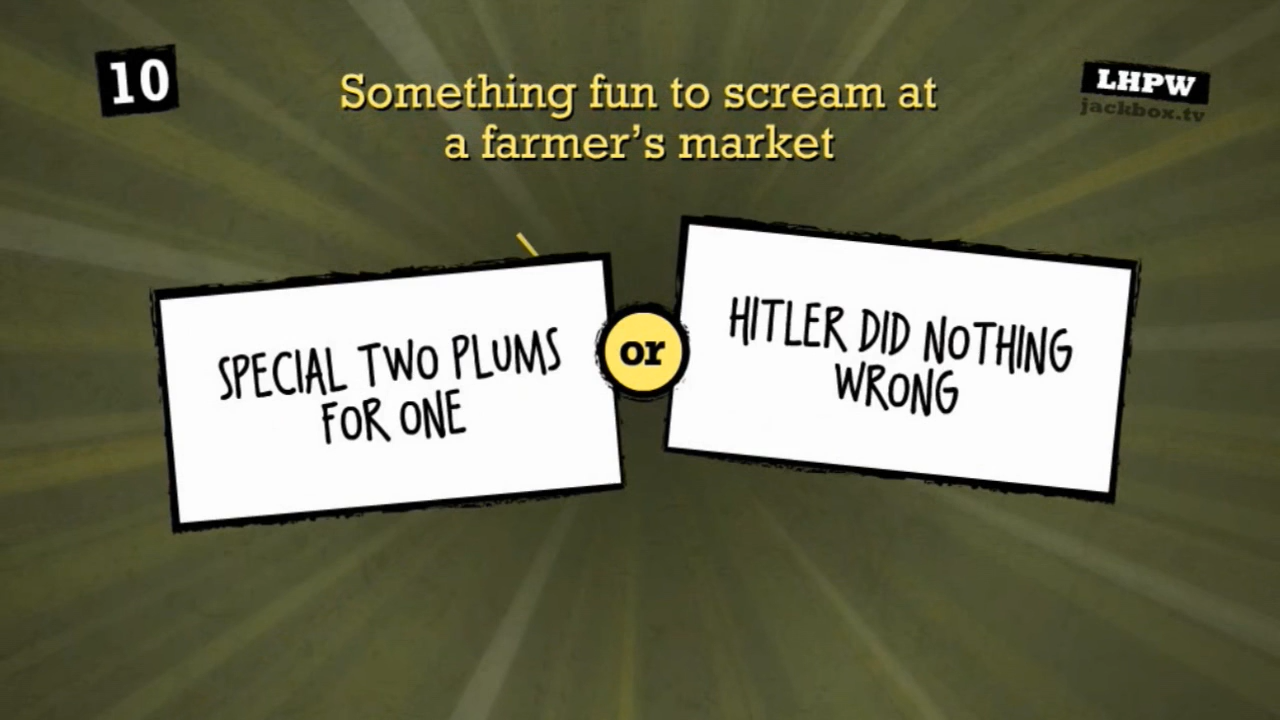 10
Something fun to scream at
a farmer's market
LHPW
jackbox.tv
SPECIAL TWO PLUMS
FOR ONE
or
HITLER DID NOTHING
WRONG